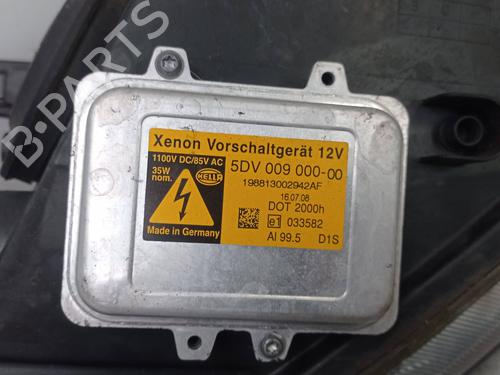 B-PARTS
Xenon Vorschaltgerät 12V
1100V DC/85V AC
35W
nom.
HELLA
5DV 009 000-00
198813002942AF
16.07.08
DOT 2000h
e1 033582
Made in Germany
Al 99.5 D1S